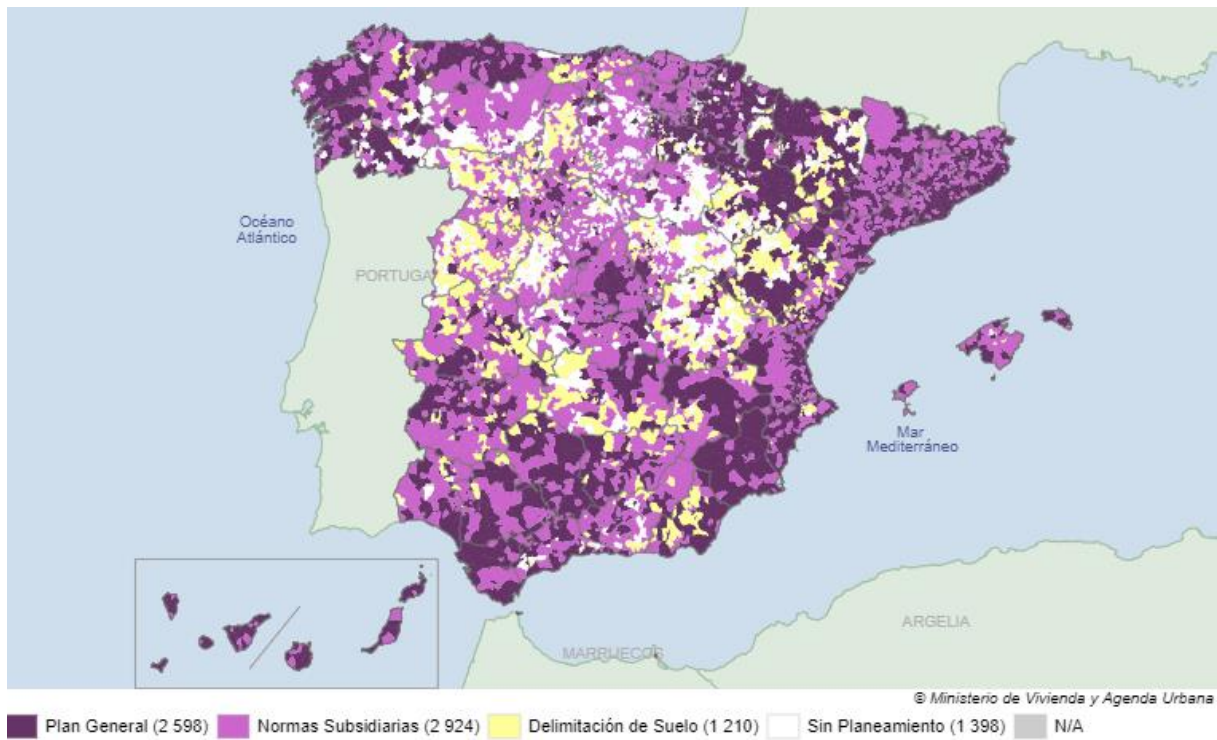 Océano
Atlántico
PORTUGA
Mar
Mediterráneo
ARGELIA
MARRUECOS
© Ministerio de Vivienda y Agenda Urbana
Plan General (2 598) Normas Subsidiarias (2 924) Delimitación de Suelo (1 210) Sin Planeamiento (1 398) N/A